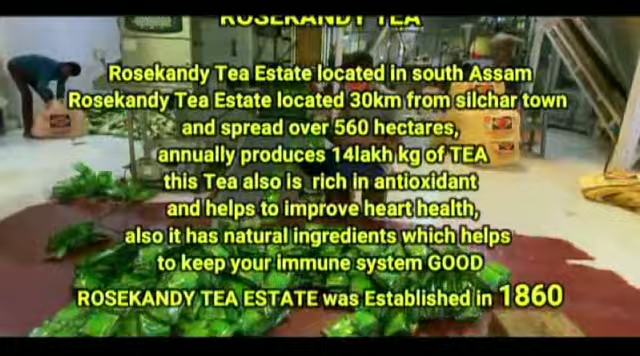 ROSEKANDY TEA
Rosekandy Tea Estate located in south Assam
Rosekandy Tea Estate located 30km from silchar town
and spread over 560 hectares,
annually produces 14lakh kg of TEA
this Tea also is rich in antioxidant
and helps to improve heart health,
also it has natural ingredients which helps
to keep your immune system GOOD
ROSEKANDY TEA ESTATE was Established in 1860